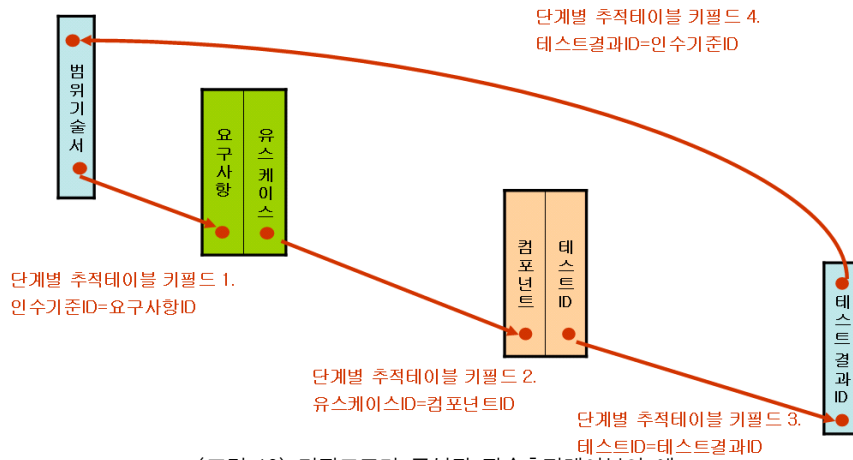 단계별 추적테이블 키필드 4.
테스트결과ID=인수기준ID
범위기술서
요구사항
유스케이스
단계별 추적테이블 키필드 1.
인수기준ID=요구사항ID
컴포넌트
테스트ID
테스트결과ID
단계별 추적테이블 키필드 2.
유스케이스ID=컴포넌트ID
단계별 추적테이블 키필드 3.
테스트ID=테스트결과ID